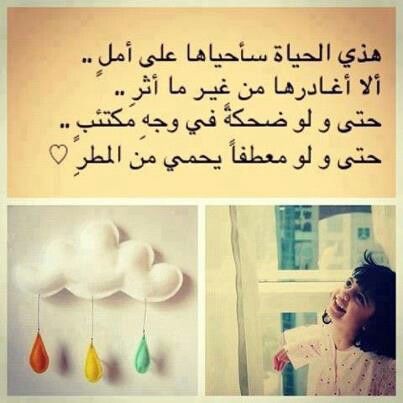 هذي الحياة سأحياها على أملٍ ..
ألا أغادرها من غير ما أثرِ ..
حتى و لو ضحكةً في وجهِ مكتئبٍ ..
حتى و لو معطفاً يحمي من المطرِ ♡